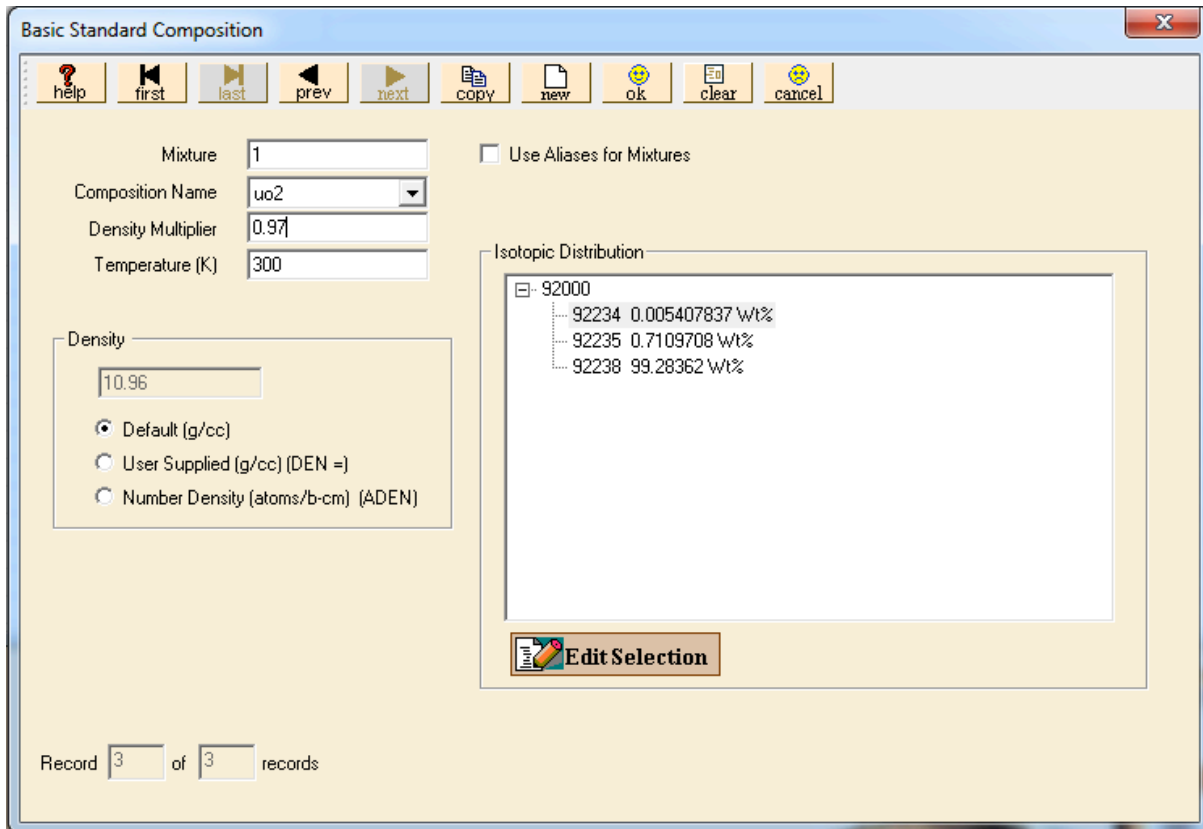 Basic Standard Composition
X
? help first last prev next copy new ok clear cancel
Mixture 1
Use Aliases for Mixtures
Composition Name uo2
Density Multiplier 0.97
Temperature (K) 300
Isotopic Distribution
92000
92234 0.005407837 Wt%
92235 0.7109708 Wt%
92238 99.28362 Wt%
Density
10.96
Default (g/cc)
User Supplied (g/cc) (DEN =)
Number Density (atoms/b-cm) (ADEN)
Edit Selection
Record 3 of 3 records